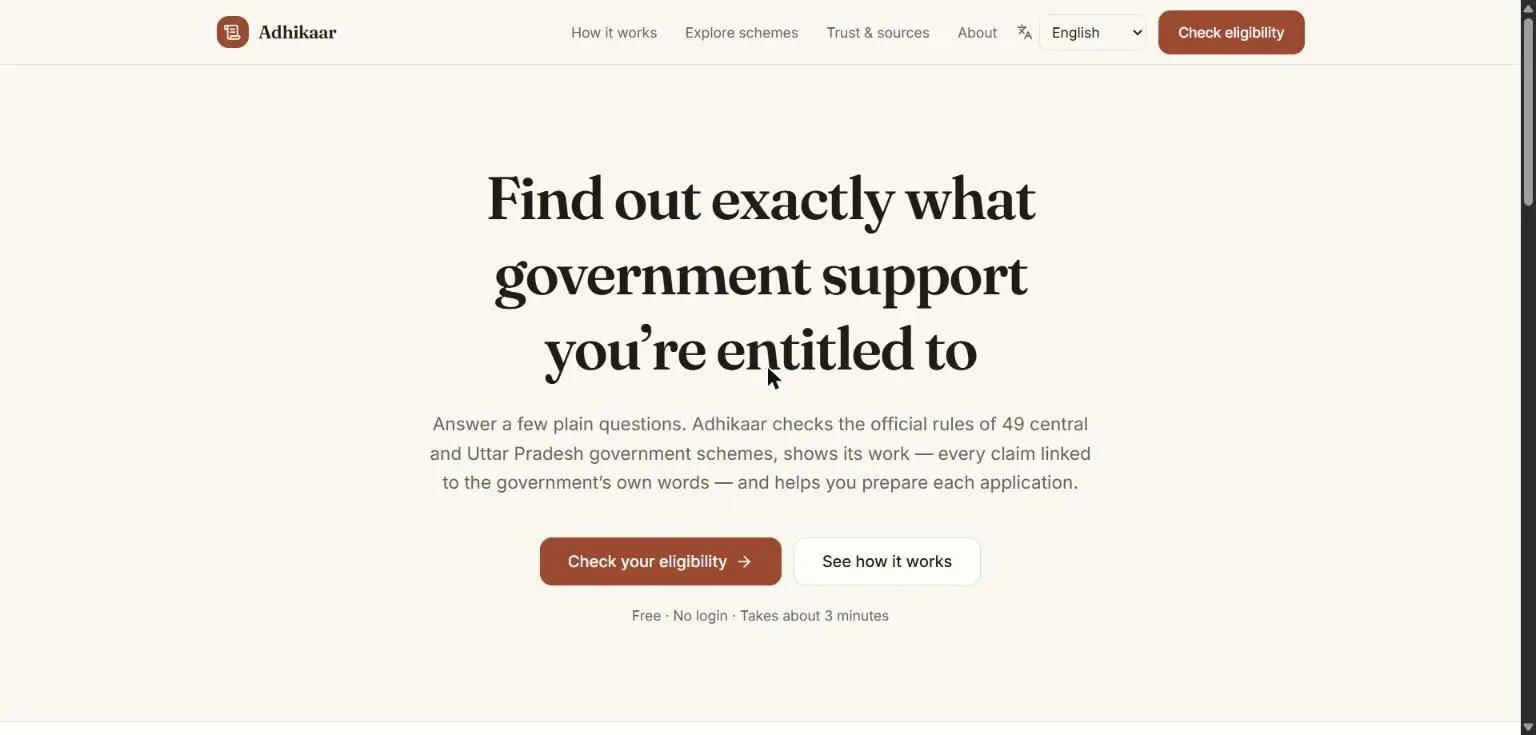 Adhikaar
How it works
Explore schemes
Trust & sources
About
English
Check eligibility
Find out exactly what
government support
you’re entitled to
Answer a few plain questions. Adhikaar checks the official rules of 49 central
and Uttar Pradesh government schemes, shows its work — every claim linked
to the government’s own words — and helps you prepare each application.
Check your eligibility →
See how it works
Free · No login · Takes about 3 minutes